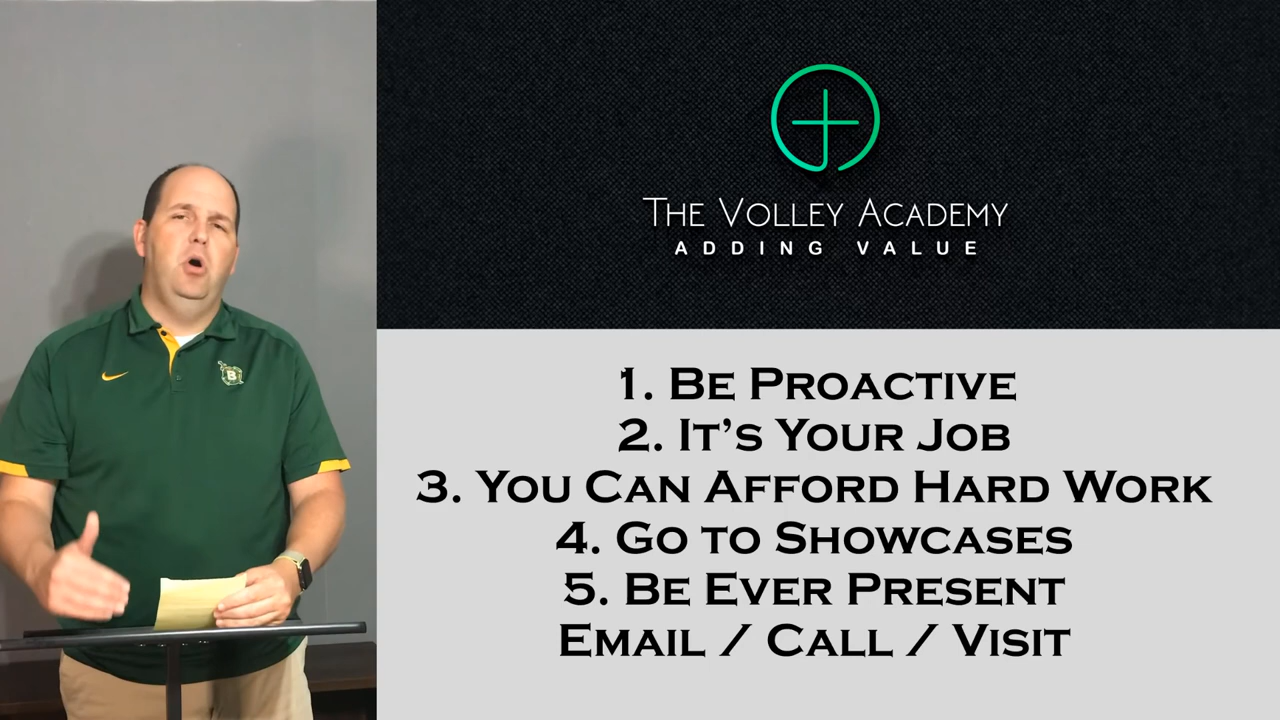 The Volley Academy
ADDING VALUE
1. Be Proactive
2. It's Your Job
3. You Can Afford Hard Work
4. Go to Showcases
5. Be Ever Present
Email / Call / Visit
B